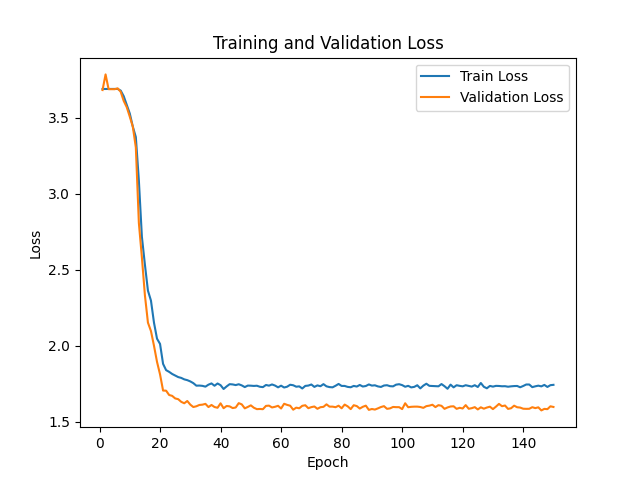 Training and Validation Loss
Train Loss
Validation Loss
3.5
3.0
2.5
2.0
1.5
Loss
0 20 40 60 80 100 120 140
Epoch